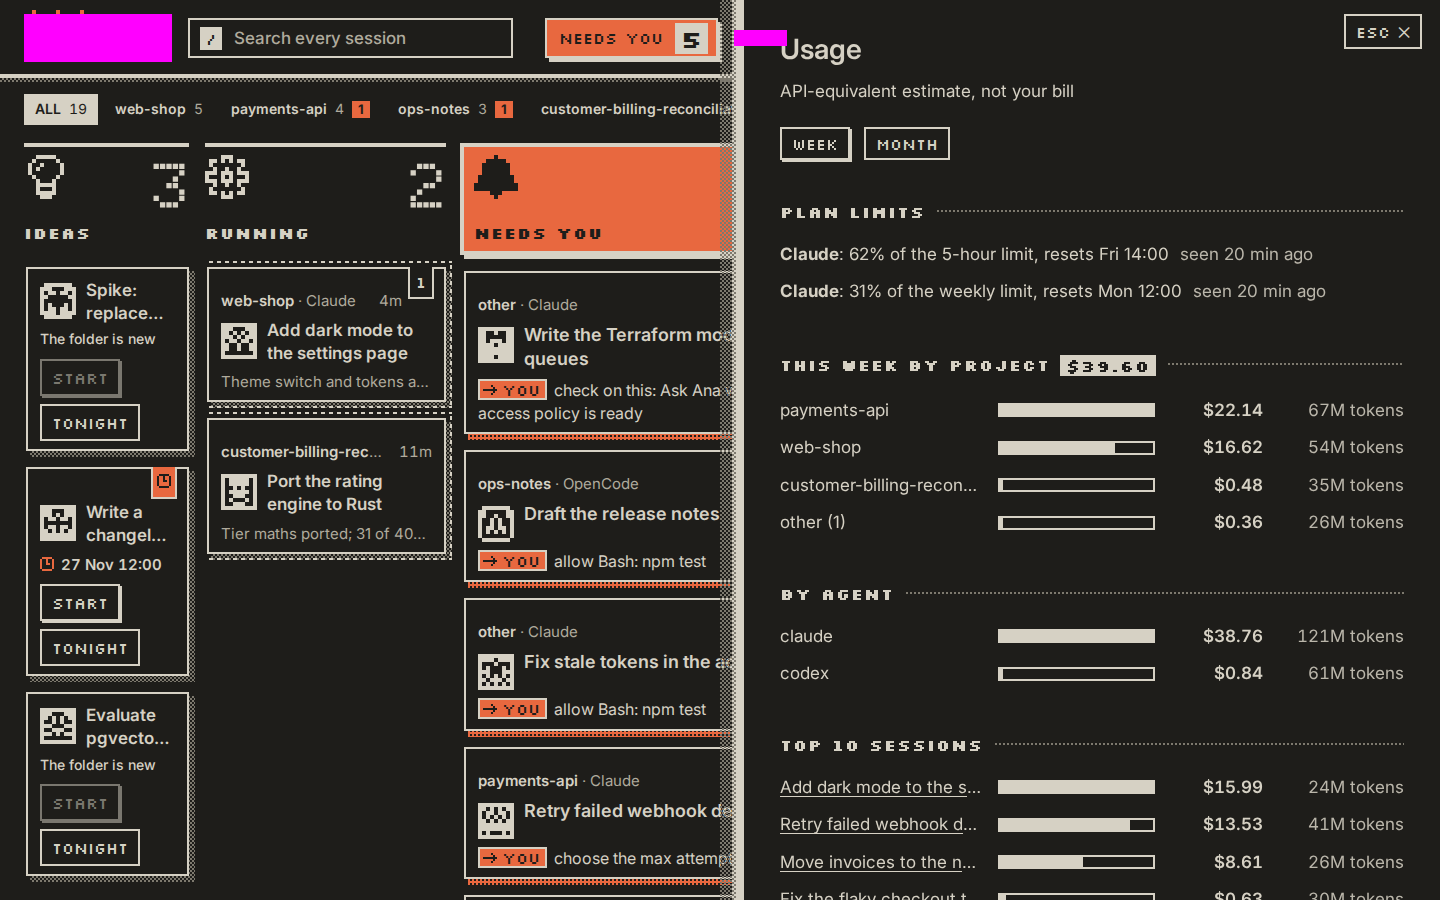 / Search every session
NEEDS YOU 5
ALL 19 web-shop 5 payments-api 4 1 ops-notes 3 1
3
IDEAS
Spike:
replace...
The folder is new
START
TONIGHT
Write a
changel...
27 Nov 12:00
START
TONIGHT
Evaluate
pgvecto...
The folder is new
START
TONIGHT
2
RUNNING
1
web-shop · Claude 4m
Add dark mode to
the settings page
Theme switch and tokens a...
customer-billing-rec... 11m
Port the rating
engine to Rust
Tier maths ported; 31 of 40...
NEEDS YOU
other · Claude
Write the Terraform
queues
→ YOU check on this: Ask Ana
access policy is ready
ops-notes · OpenCode
Draft the release notes
→ YOU allow Bash: npm test
other · Claude
Fix stale tokens in the
→ YOU allow Bash: npm test
payments-api · Claude
Retry failed webhook
→ YOU choose the max
Usage
ESC ×
API-equivalent estimate, not your bill
WEEK MONTH
PLAN LIMITS
Claude: 62% of the 5-hour limit, resets Fri 14:00 seen 20 min ago
Claude: 31% of the weekly limit, resets Mon 12:00 seen 20 min ago
THIS WEEK BY PROJECT $39.60
payments-api $22.14 67M tokens
web-shop $16.62 54M tokens
customer-billing-recon... $0.48 35M tokens
other (1) $0.36 26M tokens
BY AGENT
claude $38.76 121M tokens
codex $0.84 61M tokens
TOP 10 SESSIONS
Add dark mode to the s... $15.99 24M tokens
Retry failed webhook d... $13.53 41M tokens
Move invoices to the n... $8.61 26M tokens
Fix the flaky checkout t... $0.63 30M tokens